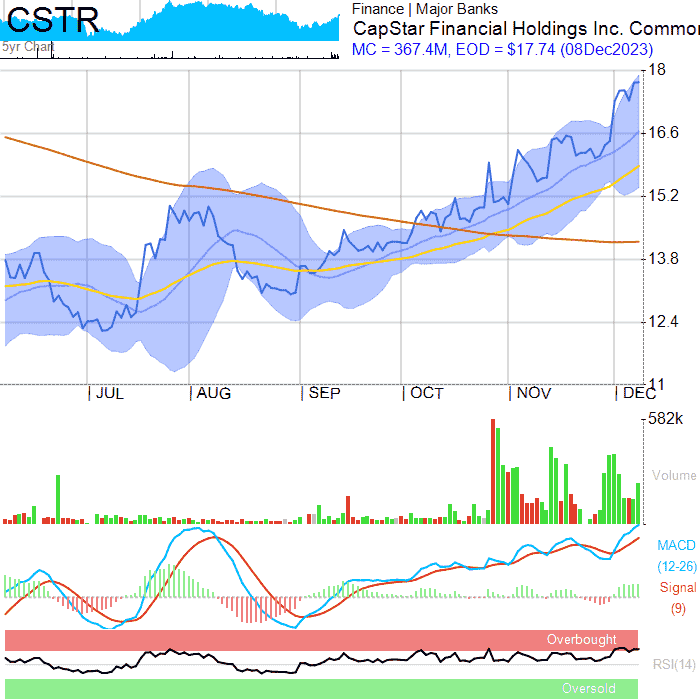 CSTR
5yr Chart
Finance | Major Banks
CapStar Financial Holdings Inc. Common
MC = 367.4M, EOD = $17.74 (08Dec2023)
18
16.6
15.2
13.8
12.4
11
JUL AUG SEP OCT NOV DEC
582k
Volume
MACD
(12-26)
Signal
(9)
Overbought
RSI(14)
Oversold